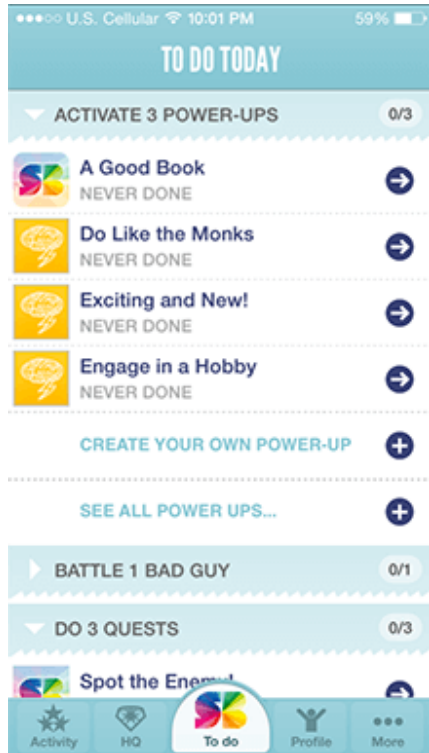 U.S. Cellular 10:01 PM 59%
TO DO TODAY
ACTIVATE 3 POWER-UPS 0/3
A Good Book
NEVER DONE
Do Like the Monks
NEVER DONE
Exciting and New!
NEVER DONE
Engage in a Hobby
NEVER DONE
CREATE YOUR OWN POWER-UP
SEE ALL POWER UPS...
BATTLE 1 BAD GUY 0/1
DO 3 QUESTS 0/3
Spot the Enemy!
Activity HQ To do Profile More